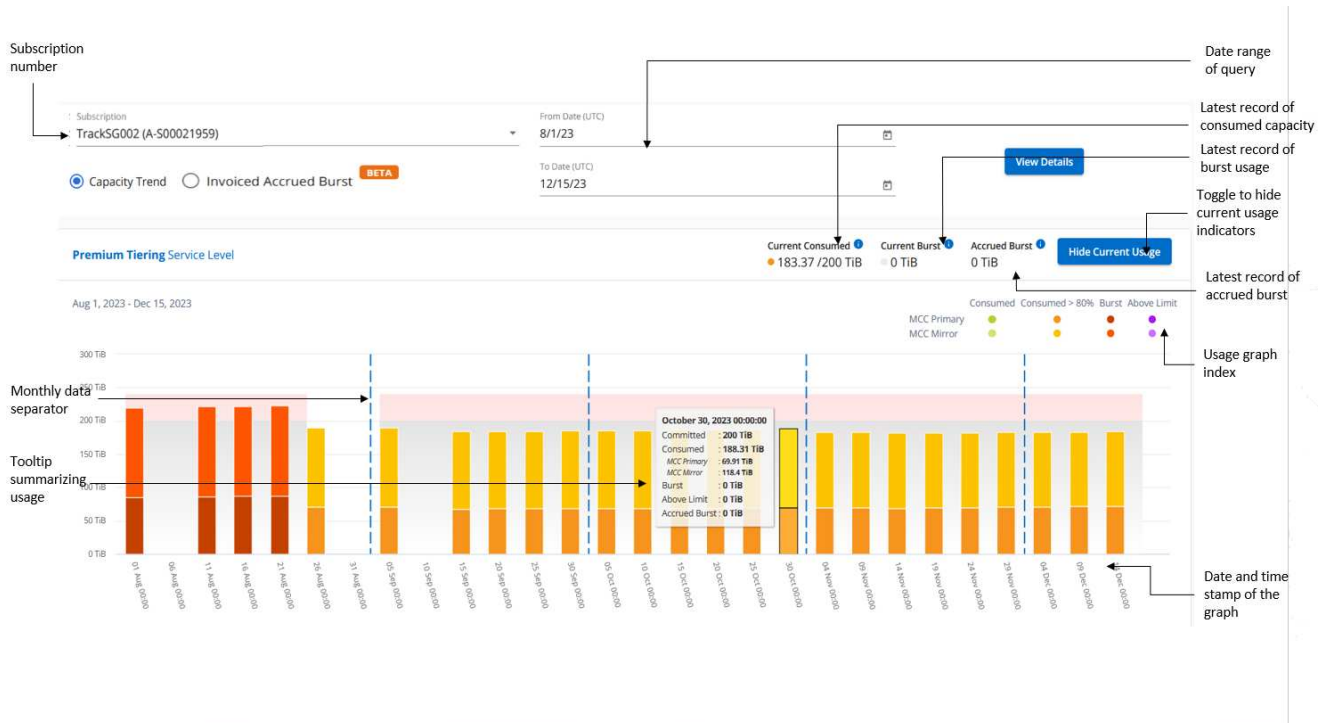 Subscription
number
Date range
of query
Latest record of
consumed capacity
Latest record of
burst usage
Toggle to hide
current usage
indicators
Latest record of
accrued burst
Usage graph
index
Subscription
TrackSG002 (A-S00021959)
From Date (UTC)
8/1/23
To Date (UTC)
12/15/23
View Details
Capacity Trend
Invoiced Accrued Burst
BETA
Premium Tiering Service Level
Current Consumed
183.37 /200 TiB
Current Burst
0 TiB
Accrued Burst
0 TiB
Hide Current Usage
Aug 1, 2023 - Dec 15, 2023
Consumed Consumed > 80% Burst Above Limit
MCC Primary
MCC Mirror
Monthly data
separator
Tooltip
summarizing
usage
300 TiB
250 TiB
200 TiB
150 TiB
100 TiB
50 TiB
0 TiB
October 30, 2023 00:00:00
Committed : 200 TiB
Consumed : 188.31 TiB
MCC Primary : 69.91 TiB
MCC Mirror : 118.4 TiB
Burst : 0 TiB
Above Limit : 0 TiB
Accrued Burst : 0 TiB
01 Aug 00:00
06 Aug 00:00
11 Aug 00:00
16 Aug 00:00
21 Aug 00:00
26 Aug 00:00
31 Aug 00:00
05 Sep 00:00
10 Sep 00:00
15 Sep 00:00
20 Sep 00:00
25 Sep 00:00
30 Sep 00:00
05 Oct 00:00
10 Oct 00:00
15 Oct 00:00
20 Oct 00:00
25 Oct 00:00
30 Oct 00:00
04 Nov 00:00
09 Nov 00:00
14 Nov 00:00
19 Nov 00:00
24 Nov 00:00
29 Nov 00:00
04 Dec 00:00
09 Dec 00:00
Dec 00:00
Date and time
stamp of the
graph